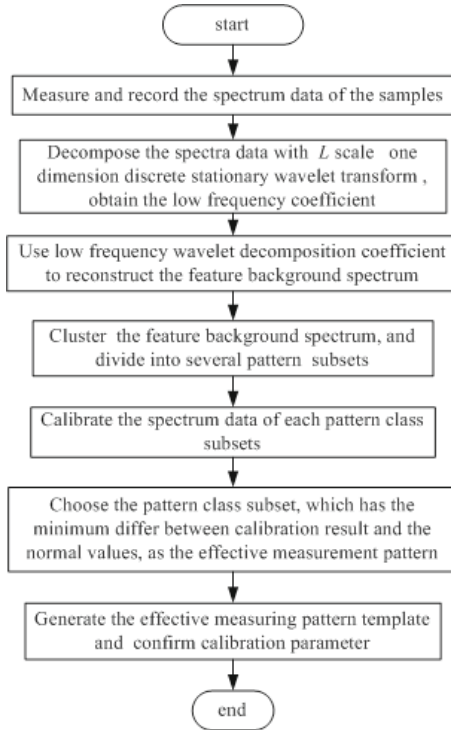 start
Measure and record the spectrum data of the samples
Decompose the spectra data with L scale one
dimension discrete stationary wavelet transform ,
obtain the low frequency coefficient
Use low frequency wavelet decomposition coefficient
to reconstruct the feature background spectrum
Cluster the feature background spectrum, and
divide into several pattern subsets
Calibrate the spectrum data of each pattern class
subsets
Choose the pattern class subset, which has the
minimum differ between calibration result and the
normal values, as the effective measurement pattern
Generate the effective measuring pattern template
and confirm calibration parameter
end